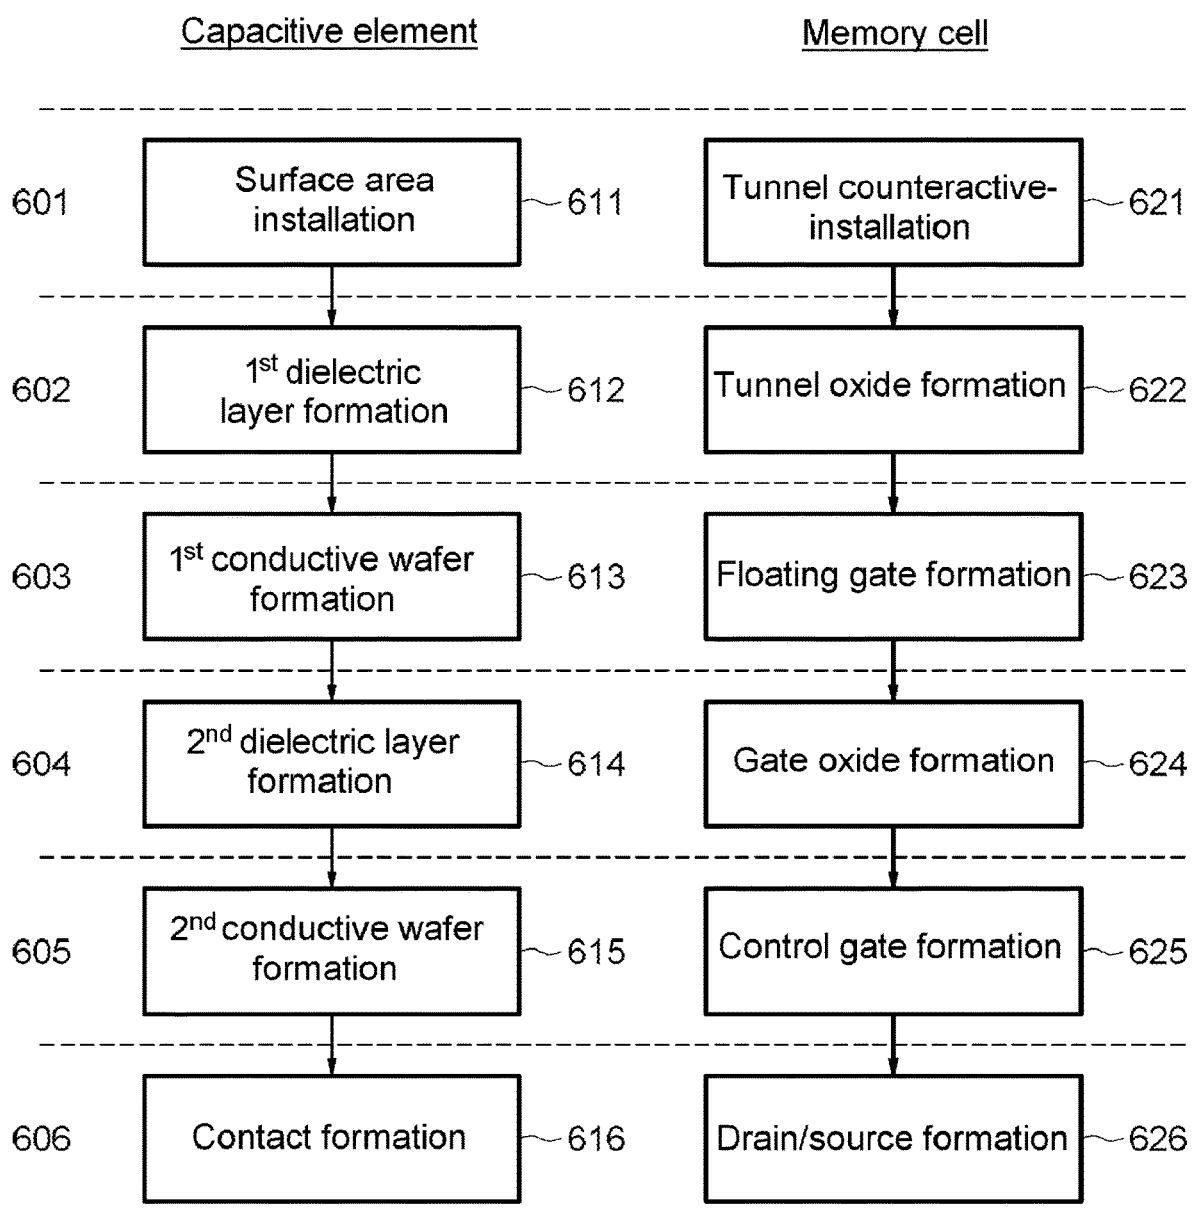 Capacitive element
Memory cell
601
Surface area
installation
611
Tunnel counteractive-
installation
621
602
1st dielectric
layer formation
612
Tunnel oxide formation
622
603
1st conductive wafer
formation
613
Floating gate formation
623
604
2nd dielectric layer
formation
614
Gate oxide formation
624
605
2nd conductive wafer
formation
615
Control gate formation
625
606
Contact formation
616
Drain/source formation
626